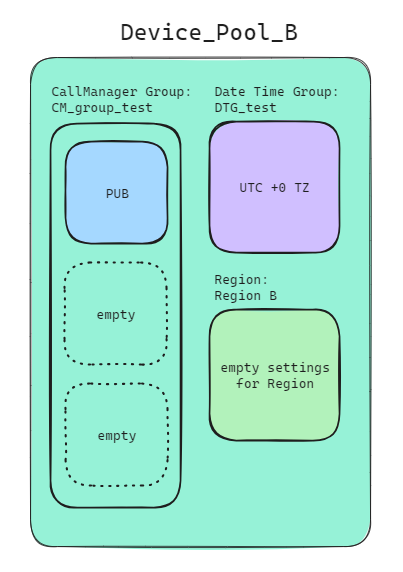 Device_Pool_B
CallManager Group:
CM_group_test
PUB
empty
empty
Date Time Group:
DTG_test
UTC +0 TZ
Region:
Region B
empty settings
for Region